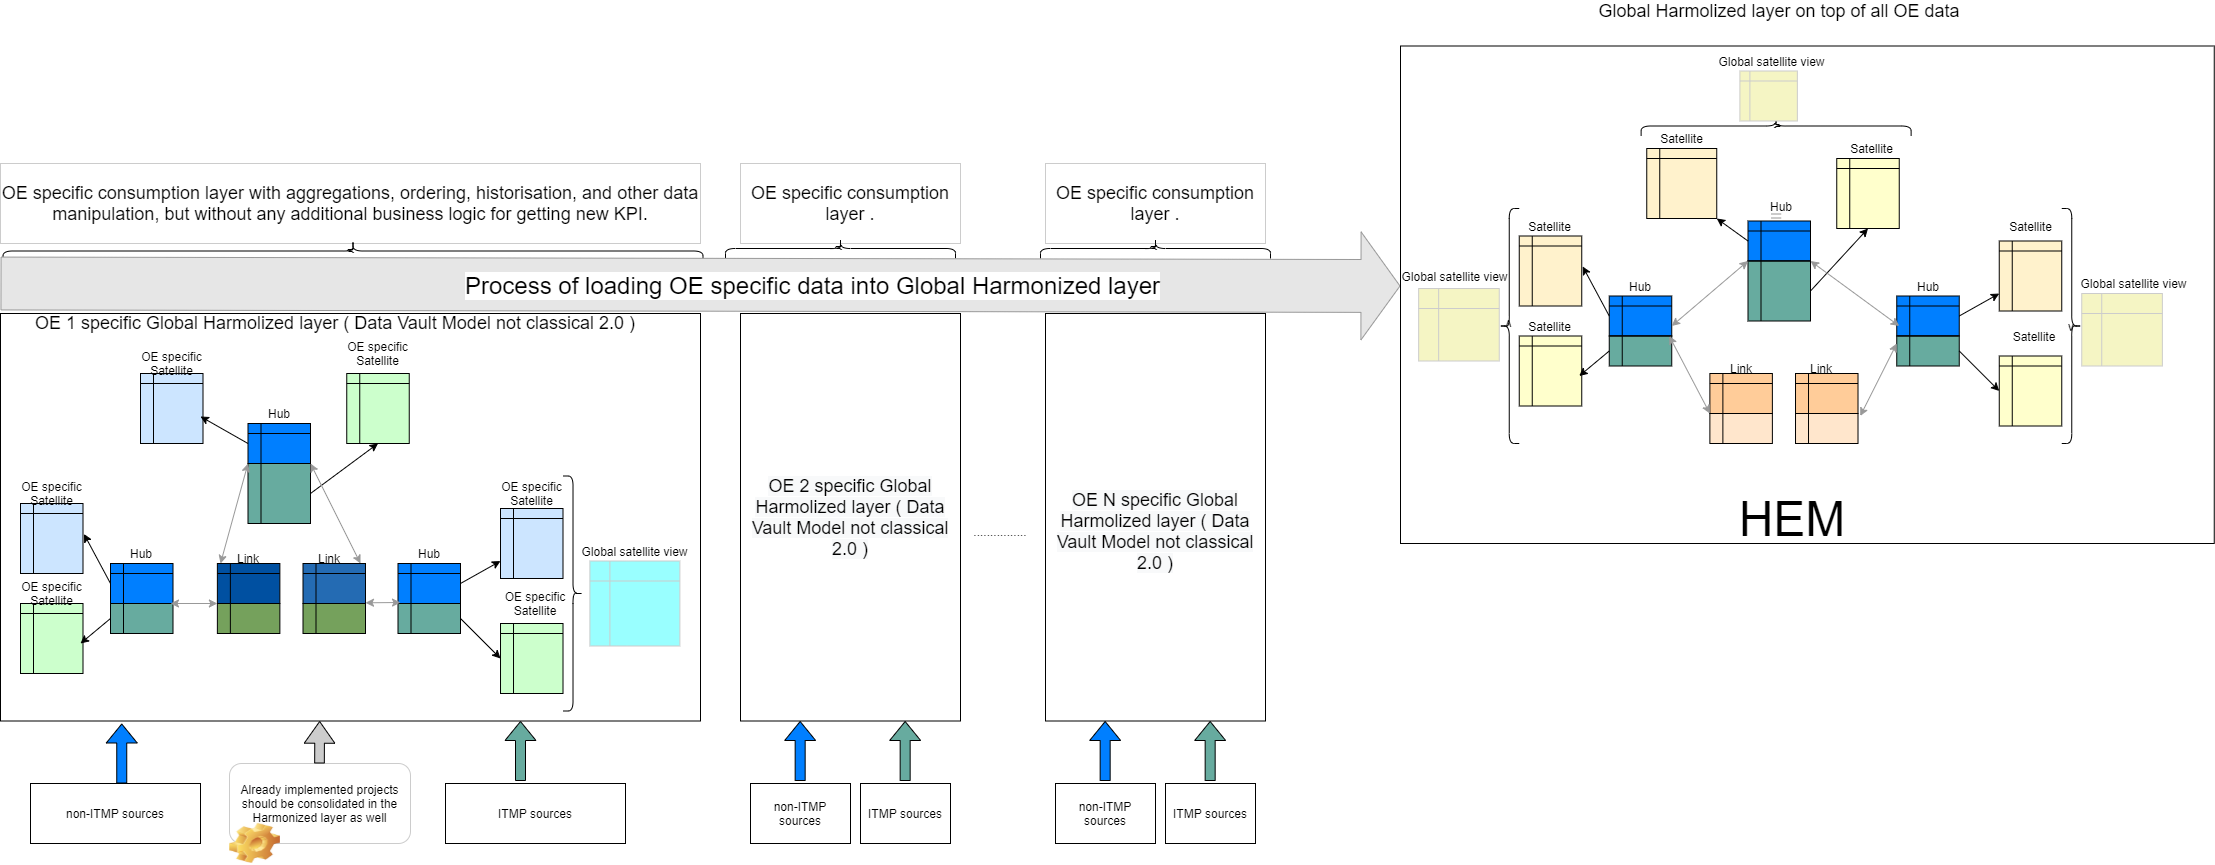 Global Harmolized layer on top of all OE data
Global satellite view
Satellite
Satellite
Hub
Satellite
Satellite
Global satellite view
Hub
Hub
Global satellite view
Satellite
Satellite
Link
Link
HEM
OE specific consumption layer with aggregations, ordering, historisation, and other data
manipulation, but without any additional business logic for getting new KPI.
OE specific consumption
layer .
OE specific consumption
layer .
Process of loading OE specific data into Global Harmonized layer
OE 1 specific Global Harmolized layer ( Data Vault Model not classical 2.0 )
OE specific
Satellite
OE specific
Satellite
Hub
OE specific
Satellite
OE specific
Satellite
Hub
Link
Link
Hub
Global satellite view
OE specific
Satellite
OE specific
Satellite
OE 2 specific Global
Harmolized layer ( Data
Vault Model not classical
2.0 )
................
OE N specific Global
Harmolized layer ( Data
Vault Model not classical
2.0 )
non-ITMP sources
Already implemented projects
should be consolidated in the
Harmonized layer as well
ITMP sources
non-ITMP
sources
ITMP sources
non-ITMP
sources
ITMP sources